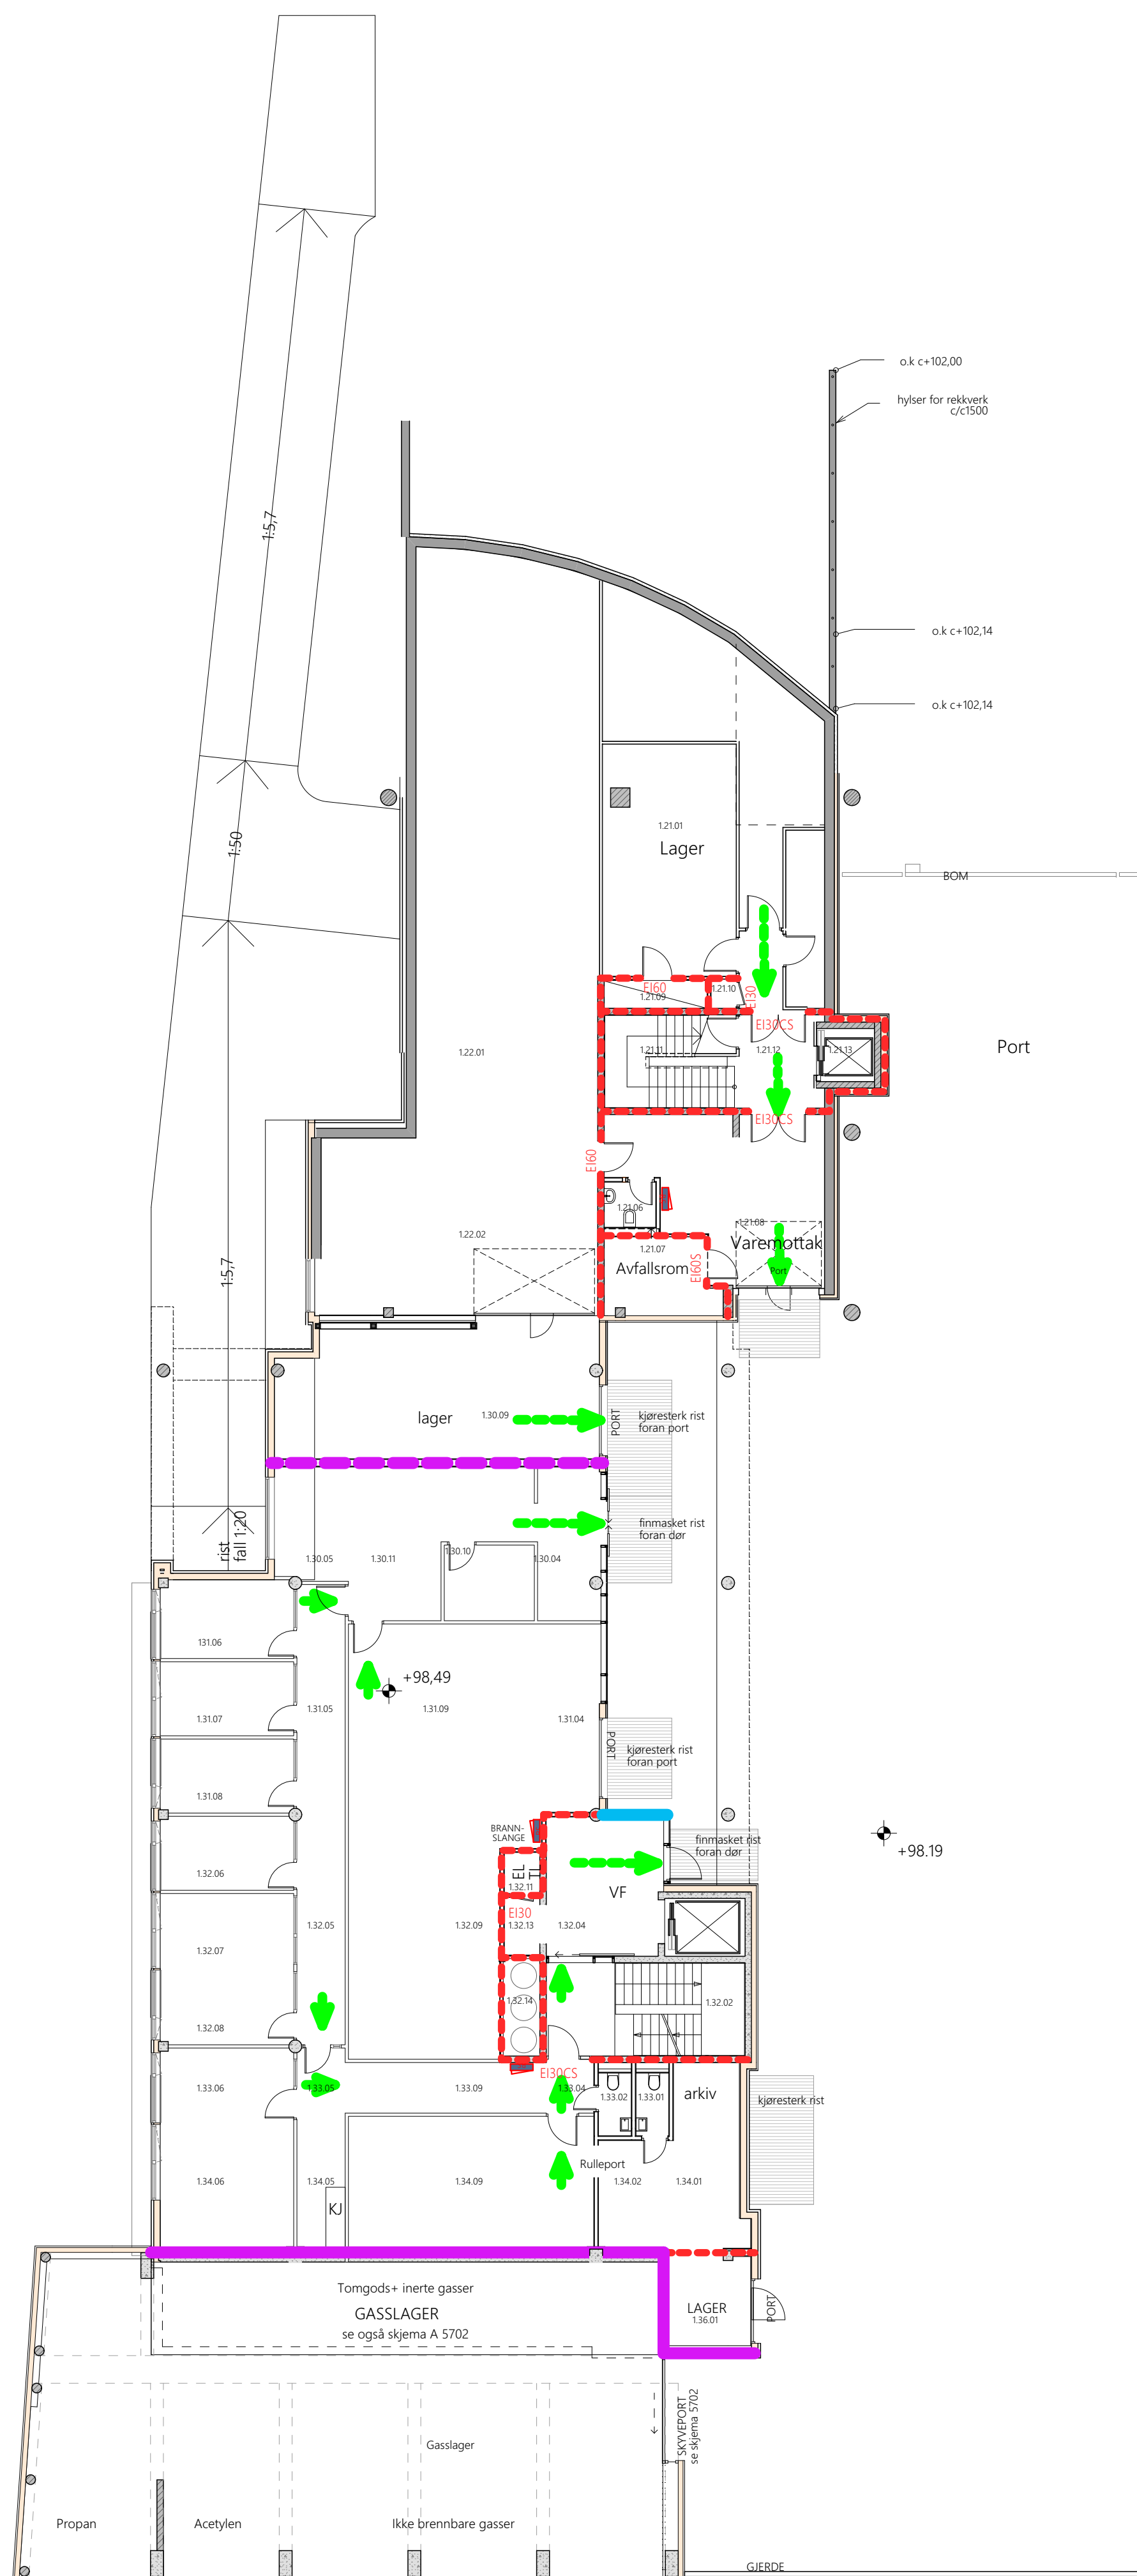 o.k c+102,00
hylser for rekkverk
c/c1500
1:5,7
o.k c+102,14
o.k c+102,14
1:50
1.21.01
Lager
BOM
EI60
1.21.09
1.21.10
EI30
EI30CS
1.21.11
1.21.12
1.21.13
1.22.01
Port
EI30CS
EI60
1.21.06
1.21.08
Varemottak
1.22.02
1.21.07
Avfallsrom
EI60S
Port
1:5,7
lager
1.30.09
PORT
kjøresterk rist
foran port
rist
fall 1:20
finmasket rist
foran dør
1.30.05
1.30.11
1.30.10
1.30.04
131.06
+98,49
1.31.07
1.31.05
1.31.09
1.31.04
PORT
kjøresterk rist
foran port
1.31.08
BRANN-
SLANGE
finmasket rist
foran dør
+98.19
EL
TL
1.32.06
1.32.11
VF
EI30
1.32.05
1.32.09
1.32.13
1.32.04
1.32.07
1.32.14
1.32.02
1.32.08
EI30CS
1.33.06
1.33.05
1.33.09
1.33.04
1.33.02
1.33.01
arkiv
kjøresterk rist
Rulleport
1.34.06
1.34.05
1.34.09
1.34.02
1.34.01
KJ
Tomgods+ inerte gasser
GASSLAGER
se også skjema A 5702
LAGER
1.36.01
PORT
SKYVEPORT
se skjema 5702
Gasslager
Propan
Acetylen
Ikke brennbare gasser
GJERDE